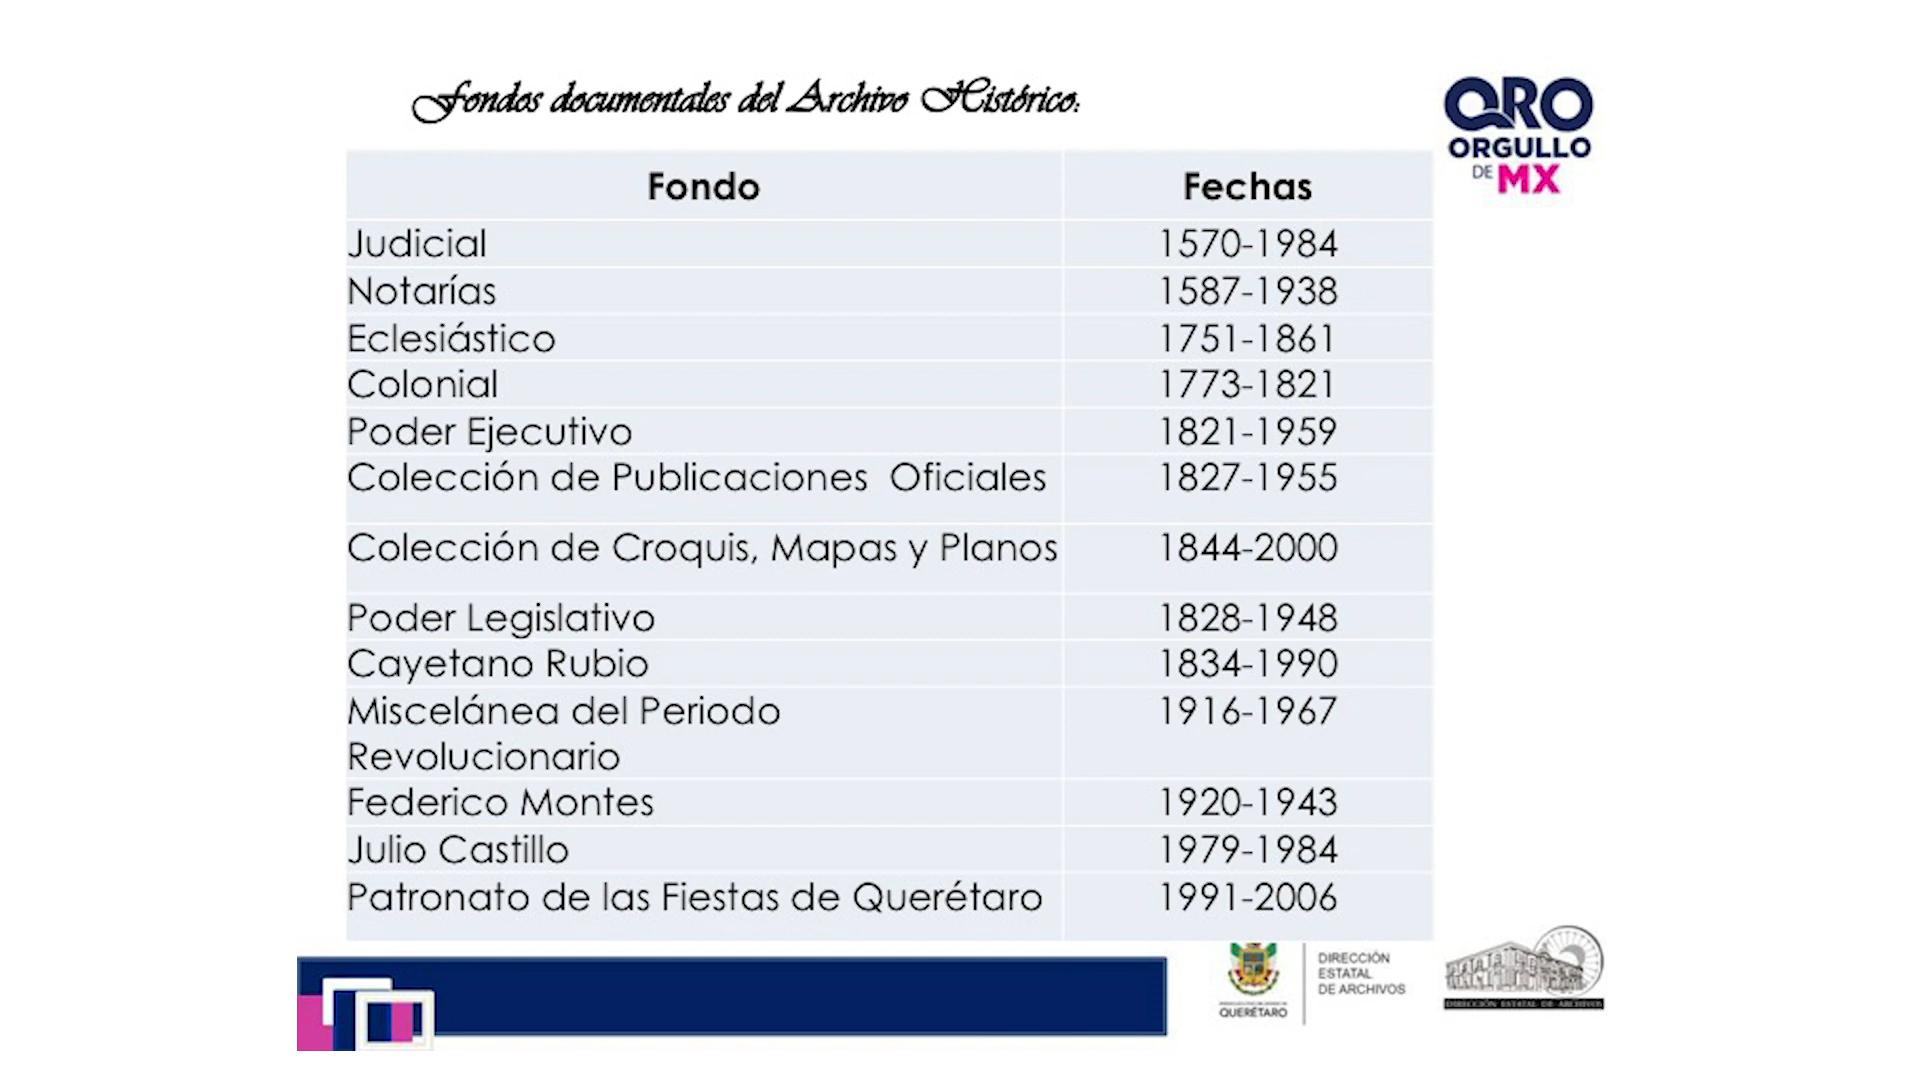 Fondos documentales del Archivo Histórico:
QRO
ORGULLO
DE MX
Fondo Fechas
Judicial 1570-1984
Notarías 1587-1938
Eclesiástico 1751-1861
Colonial 1773-1821
Poder Ejecutivo 1821-1959
Colección de Publicaciones Oficiales 1827-1955
Colección de Croquis, Mapas y Planos 1844-2000
Poder Legislativo 1828-1948
Cayetano Rubio 1834-1990
Miscelánea del Periodo 1916-1967
Revolucionario
Federico Montes 1920-1943
Julio Castillo 1979-1984
Patronato de las Fiestas de Querétaro 1991-2006
QUERÉTARO
DIRECCIÓN
ESTATAL
DE ARCHIVOS
DIRECCIÓN ESTATAL DE ARCHIVOS